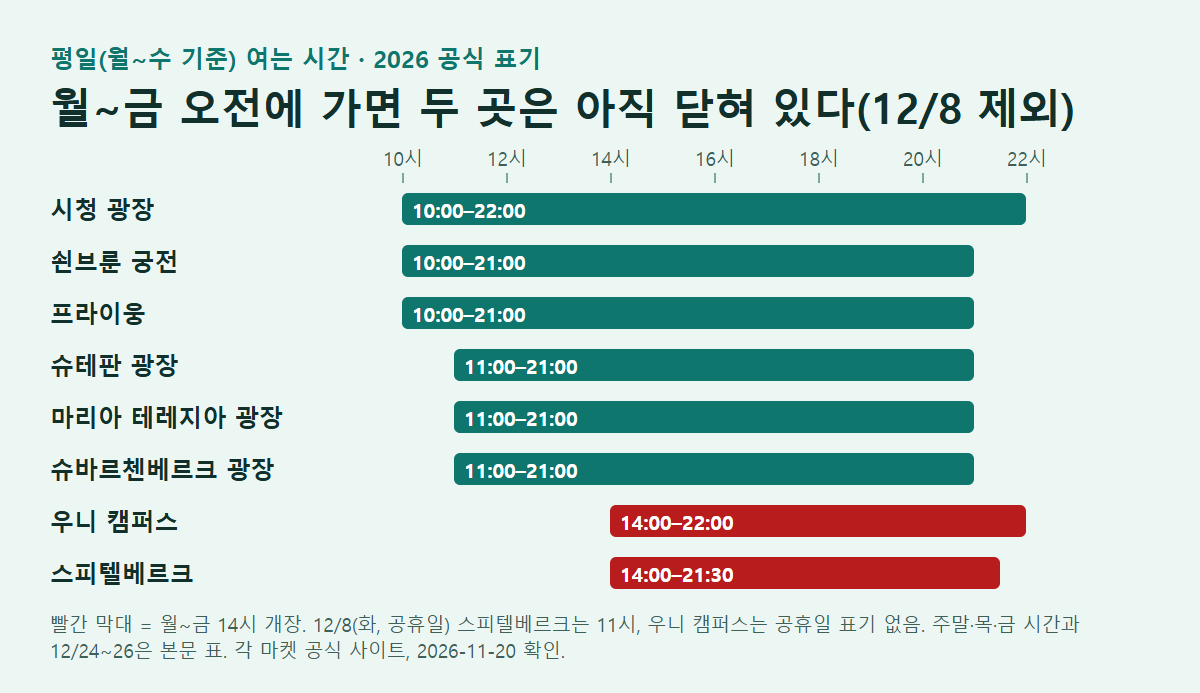 평일(월~수 기준) 여는 시간 · 2026 공식 표기
월~금 오전에 가면 두 곳은 아직 닫혀 있다(12/8 제외)
10시 12시 14시 16시 18시 20시 22시
시청 광장 10:00–22:00
쇤브룬 궁전 10:00–21:00
프라이웅 10:00–21:00
슈테판 광장 11:00–21:00
마리아 테레지아 광장 11:00–21:00
슈바르첸베르크 광장 11:00–21:00
우니 캠퍼스 14:00–22:00
스피텔베르크 14:00–21:30
빨간 막대 = 월~금 14시 개장. 12/8(화, 공휴일) 스피텔베르크는 11시, 우니 캠퍼스는 공휴일 표기 없음. 주말·목·금 시간과
12/24~26은 본문 표. 각 마켓 공식 사이트, 2026-11-20 확인.